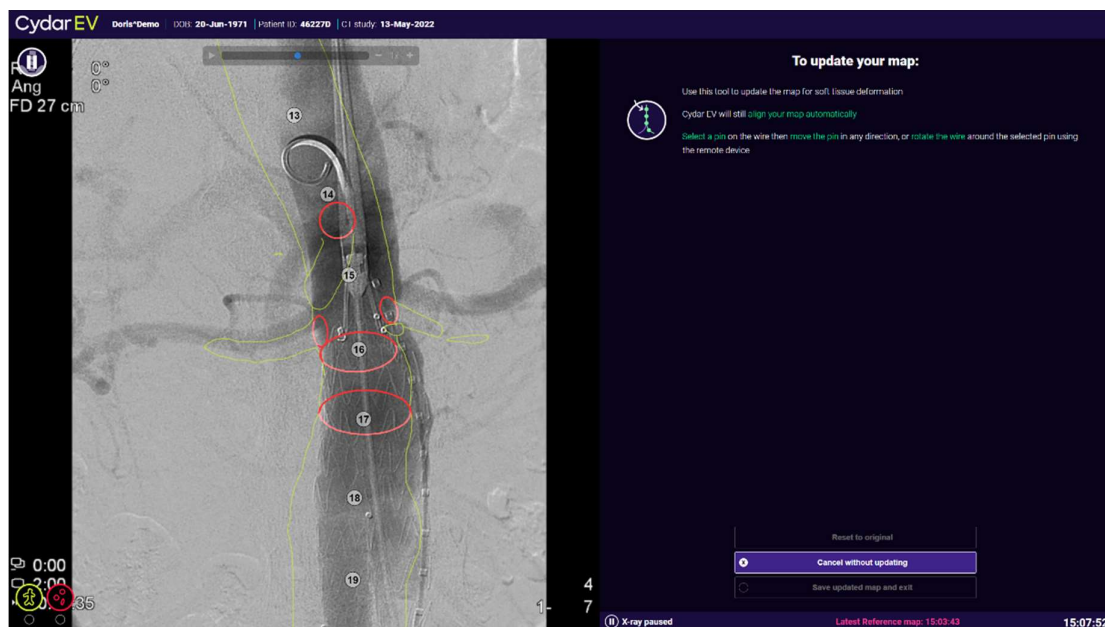 Cydar EV Doris^Demo DOB: 20-Jun-1971 Patient ID: 46227D CT study: 13-May-2022
0°
Ang 0°
FD 27 cm
13
14
15
16
17
18
19
0:00
2:00
35
4
1- 7
To update your map:
Use this tool to update the map for soft tissue deformation
Cydar EV will still align your map automatically
Select a pin on the wire then move the pin in any direction, or rotate the wire around the selected pin using
the remote device
Reset to original
Cancel without updating
Save updated map and exit
X-ray paused Latest Reference map: 15:03:43 15:07:52